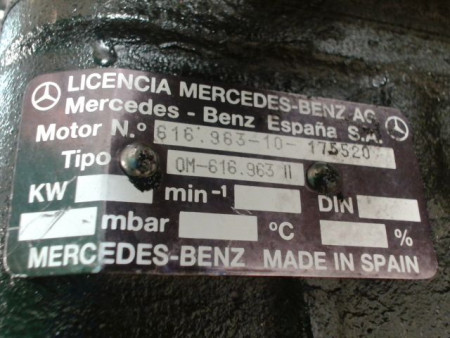 LICENCIA MERCEDES-BENZ AG
Mercedes - Benz España S.A.
Motor N.º 616.963-10- 175520
Tipo OM-616.963 II
KW min-1 DIN
mbar ºC %
MERCEDES-BENZ MADE IN SPAIN